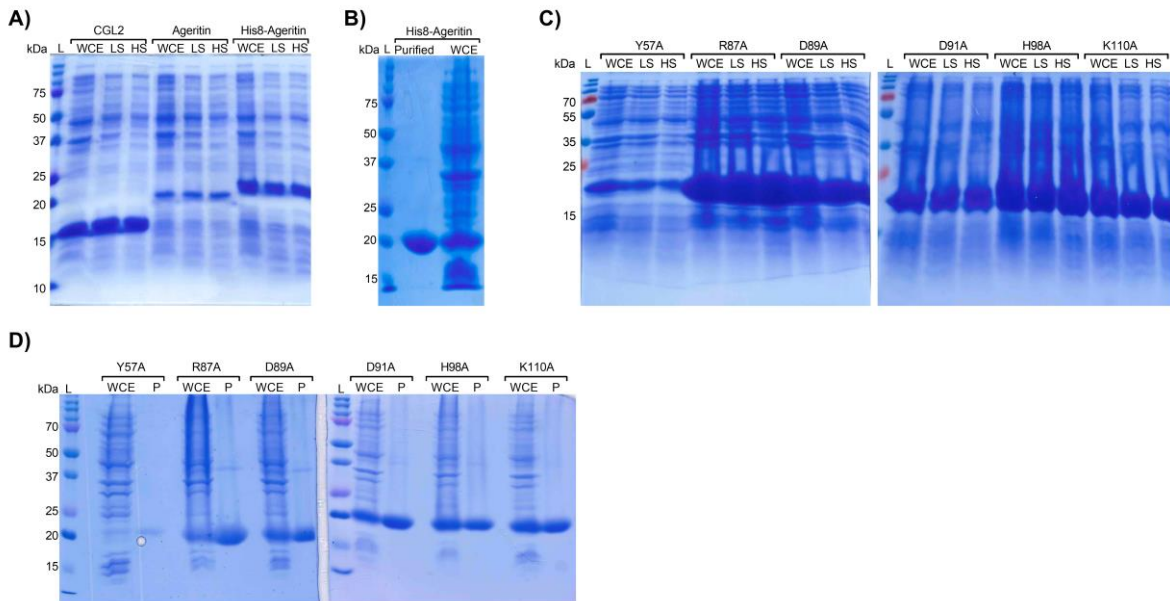 A)
CGL2 Ageritin His8-Ageritin
kDa L WCE LS HS WCE LS HS WCE LS HS
75
50
37
25
20
15
10
B)
His8-Ageritin
kDa L Purified WCE
75
50
37
25
20
15
C)
Y57A R87A D89A
kDa L WCE LS HS WCE LS HS WCE LS HS
70
55
35
25
15
D91A H98A K110A
L WCE LS HS WCE LS HS WCE LS HS
D)
Y57A R87A D89A D91A H98A K110A
kDa L WCE P WCE P WCE P L WCE P WCE P WCE P
70
50
37
25
20
15